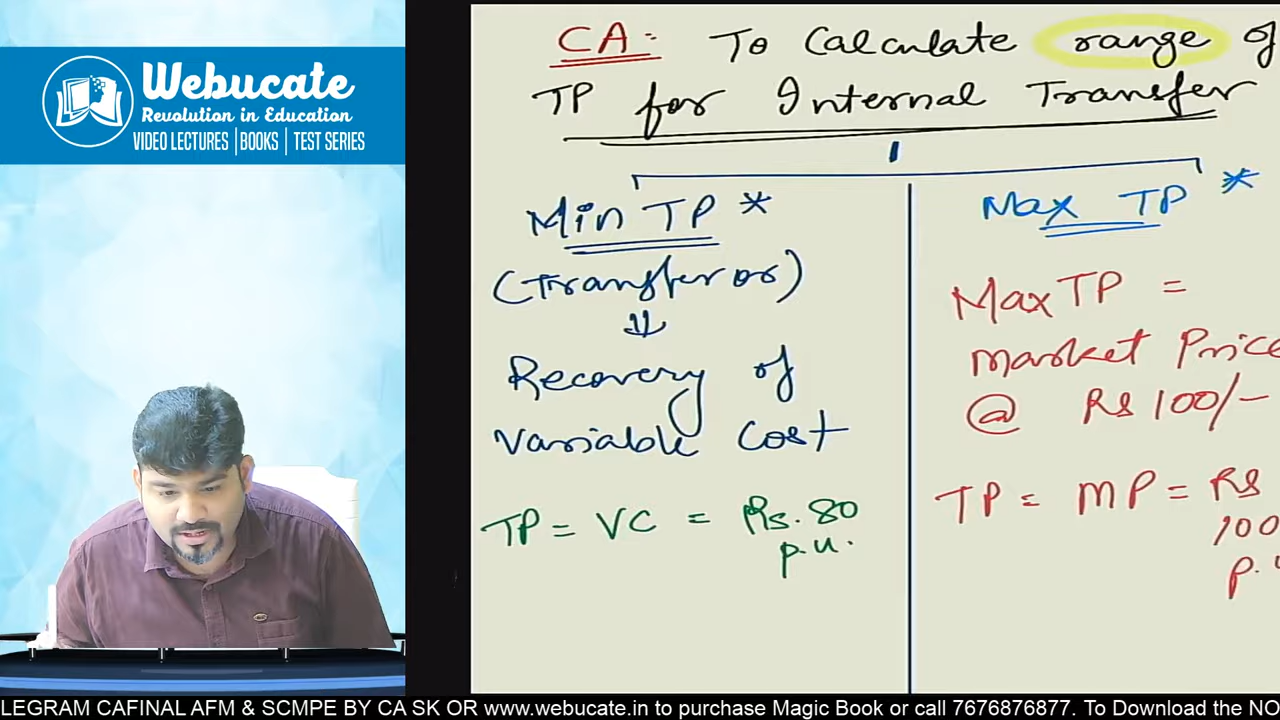 Webucate
Revolution in Education
VIDEO LECTURES | BOOKS | TEST SERIES
CA:- To Calculate range of
TP for Internal Transfer
Min TP *
(Transferor)
⇓
Recovery of
Variable Cost
TP = VC = Rs. 80
p.u.
Max TP *
Max TP =
Market Price
@ Rs 100/-
TP = MP = Rs
100
p.u
LEGRAM CAFINAL AFM & SCMPE BY CA SK OR www.webucate.in to purchase Magic Book or call 7676876877. To Download the NO